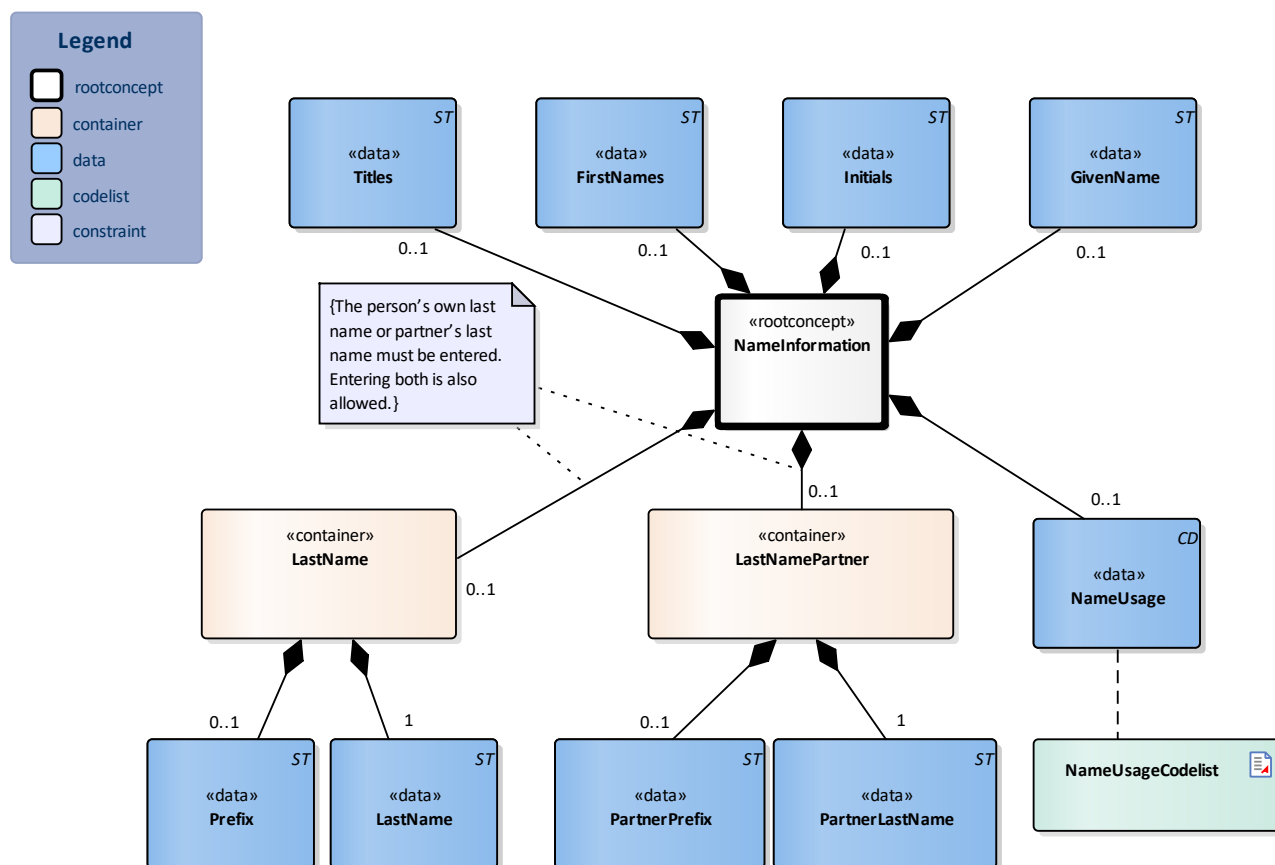 Legend
rootconcept
container
data
codelist
constraint
ST
«data»
Titles
0..1
ST
«data»
FirstNames
0..1
ST
«data»
Initials
0..1
ST
«data»
GivenName
0..1
{The person's own last
name or partner's last
name must be entered.
Entering both is also
allowed.}
«rootconcept»
NameInformation
«container»
LastName
0..1
0..1
«container»
LastNamePartner
0..1
CD
«data»
NameUsage
0..1
1
0..1
1
ST
«data»
Prefix
ST
«data»
LastName
ST
«data»
PartnerPrefix
ST
«data»
PartnerLastName
NameUsageCodelist